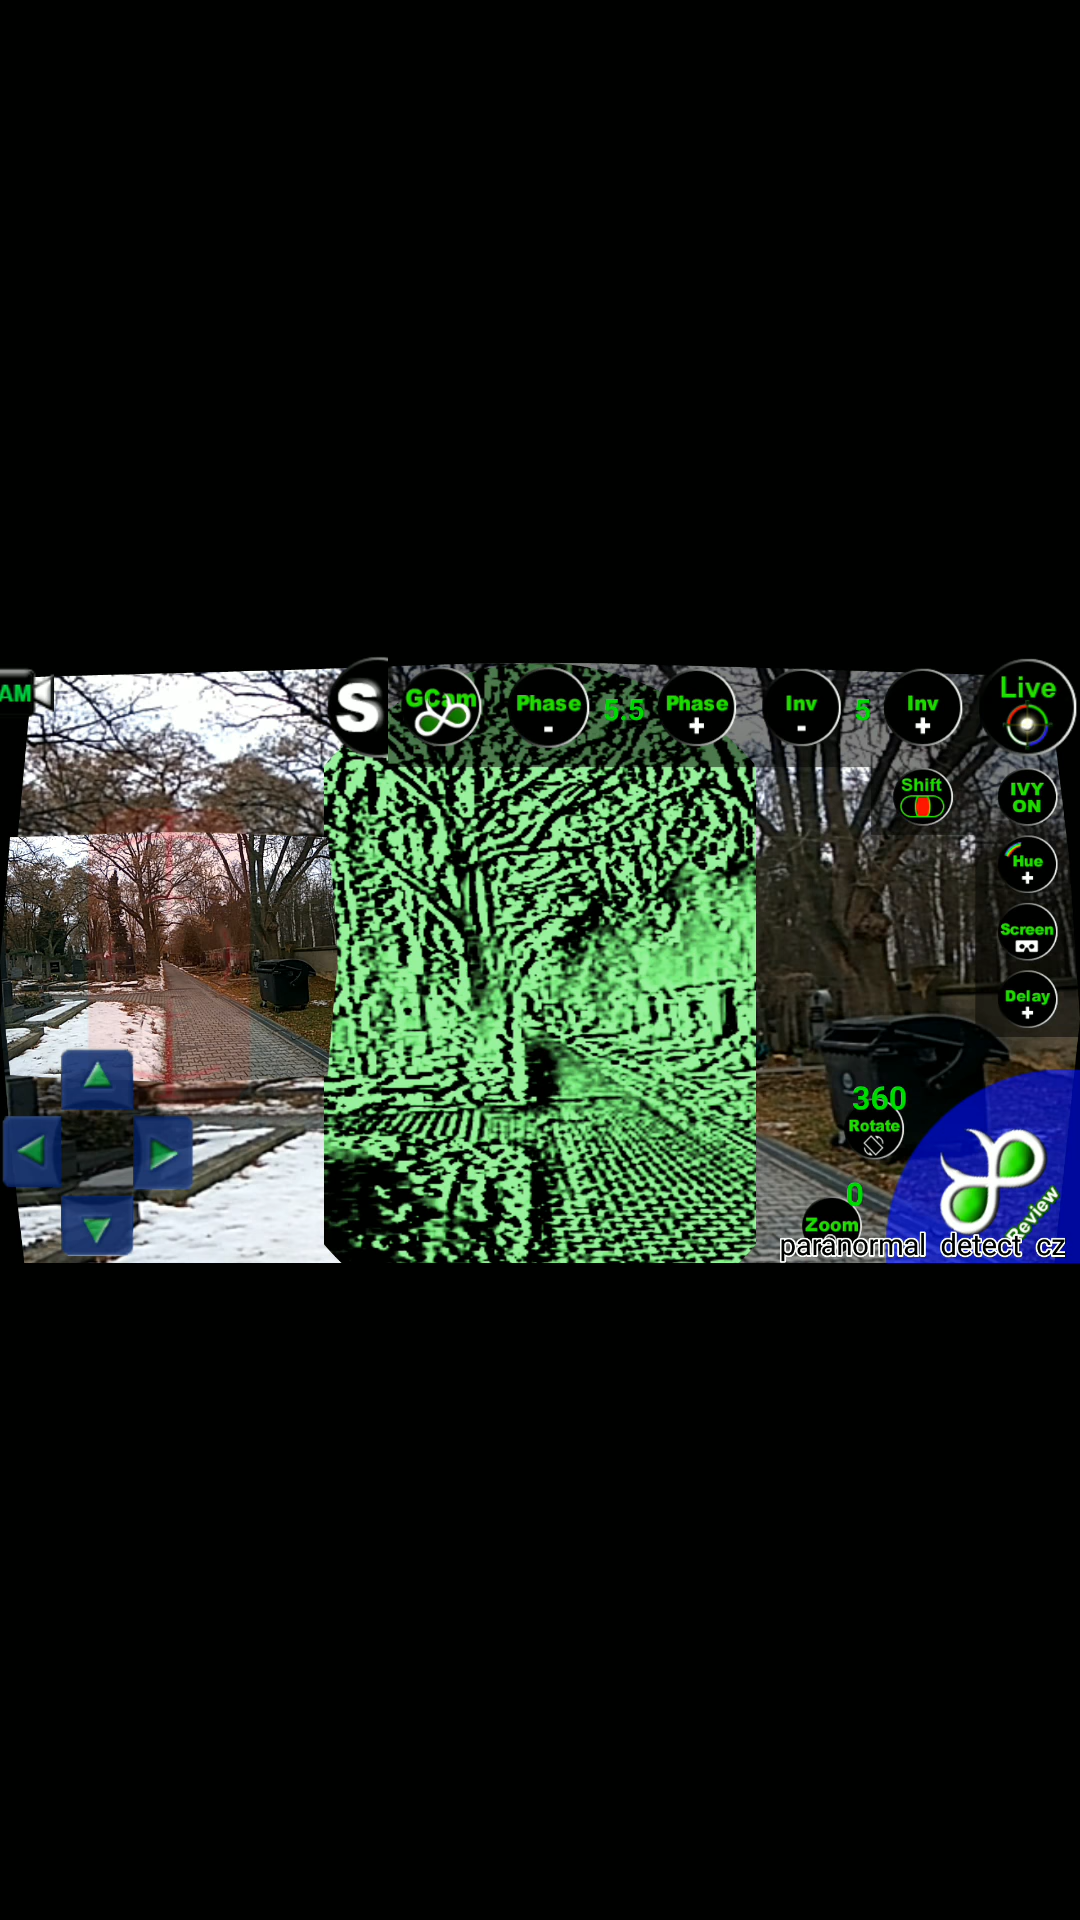 AM
S
GCam
Phase
-
5.5
Phase
+
Inv
-
5
Inv
+
Live
Shift
IVY
ON
Hue
+
Screen
Delay
+
360
Rotate
0
Zoom
Review
paranormal detect cz